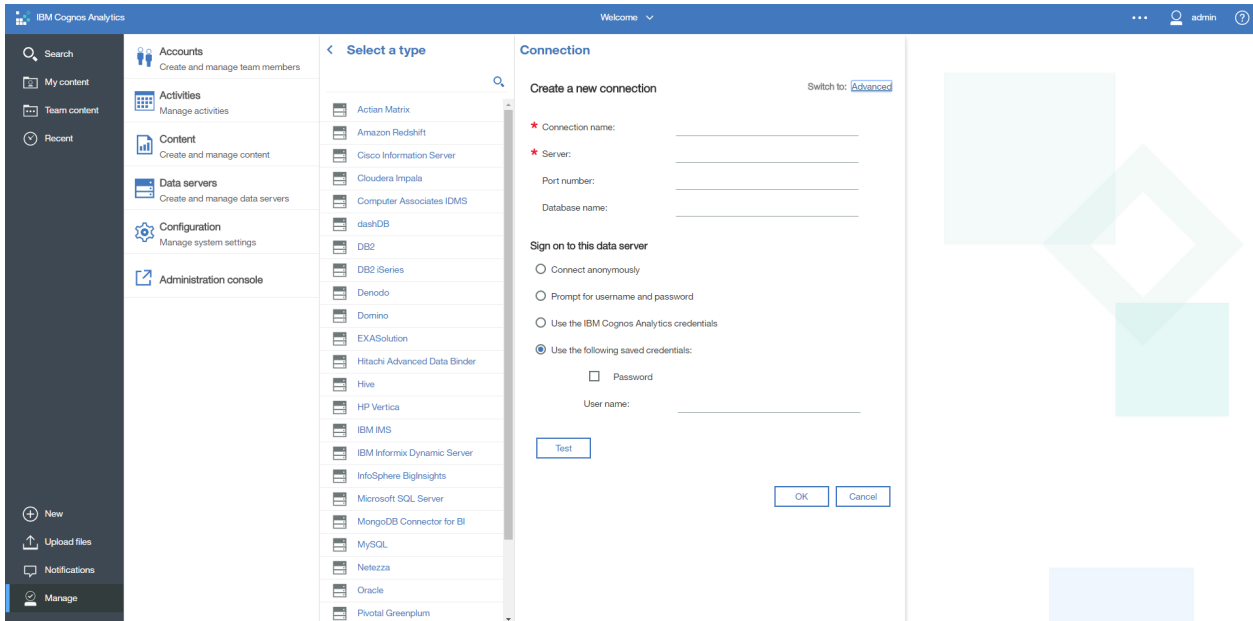 IBM Cognos Analytics
Welcome
admin
?
Search
My content
Team content
Recent
New
Upload files
Notifications
Manage
Accounts
Create and manage team members
Activities
Manage activities
Content
Create and manage content
Data servers
Create and manage data servers
Configuration
Manage system settings
Administration console
Select a type
Actian Matrix
Amazon Redshift
Cisco Information Server
Cloudera Impala
Computer Associates IDMS
dashDB
DB2
DB2 iSeries
Denodo
Domino
EXASolution
Hitachi Advanced Data Binder
Hive
HP Vertica
IBM IMS
IBM Informix Dynamic Server
InfoSphere BigInsights
Microsoft SQL Server
MongoDB Connector for BI
MySQL
Netezza
Oracle
Pivotal Greenplum
Connection
Create a new connection
Switch to: Advanced
* Connection name:
* Server:
Port number:
Database name:
Sign on to this data server
Connect anonymously
Prompt for username and password
Use the IBM Cognos Analytics credentials
Use the following saved credentials:
Password
User name:
Test
OK
Cancel